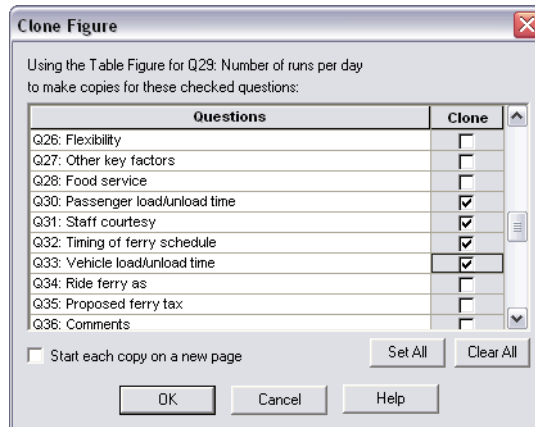 Clone Figure
Using the Table Figure for Q29: Number of runs per day
to make copies for these checked questions:
Questions Clone
Q26: Flexibility
Q27: Other key factors
Q28: Food service
Q30: Passenger load/unload time
Q31: Staff courtesy
Q32: Timing of ferry schedule
Q33: Vehicle load/unload time
Q34: Ride ferry as
Q35: Proposed ferry tax
Q36: Comments
Start each copy on a new page Set All Clear All
OK Cancel Help